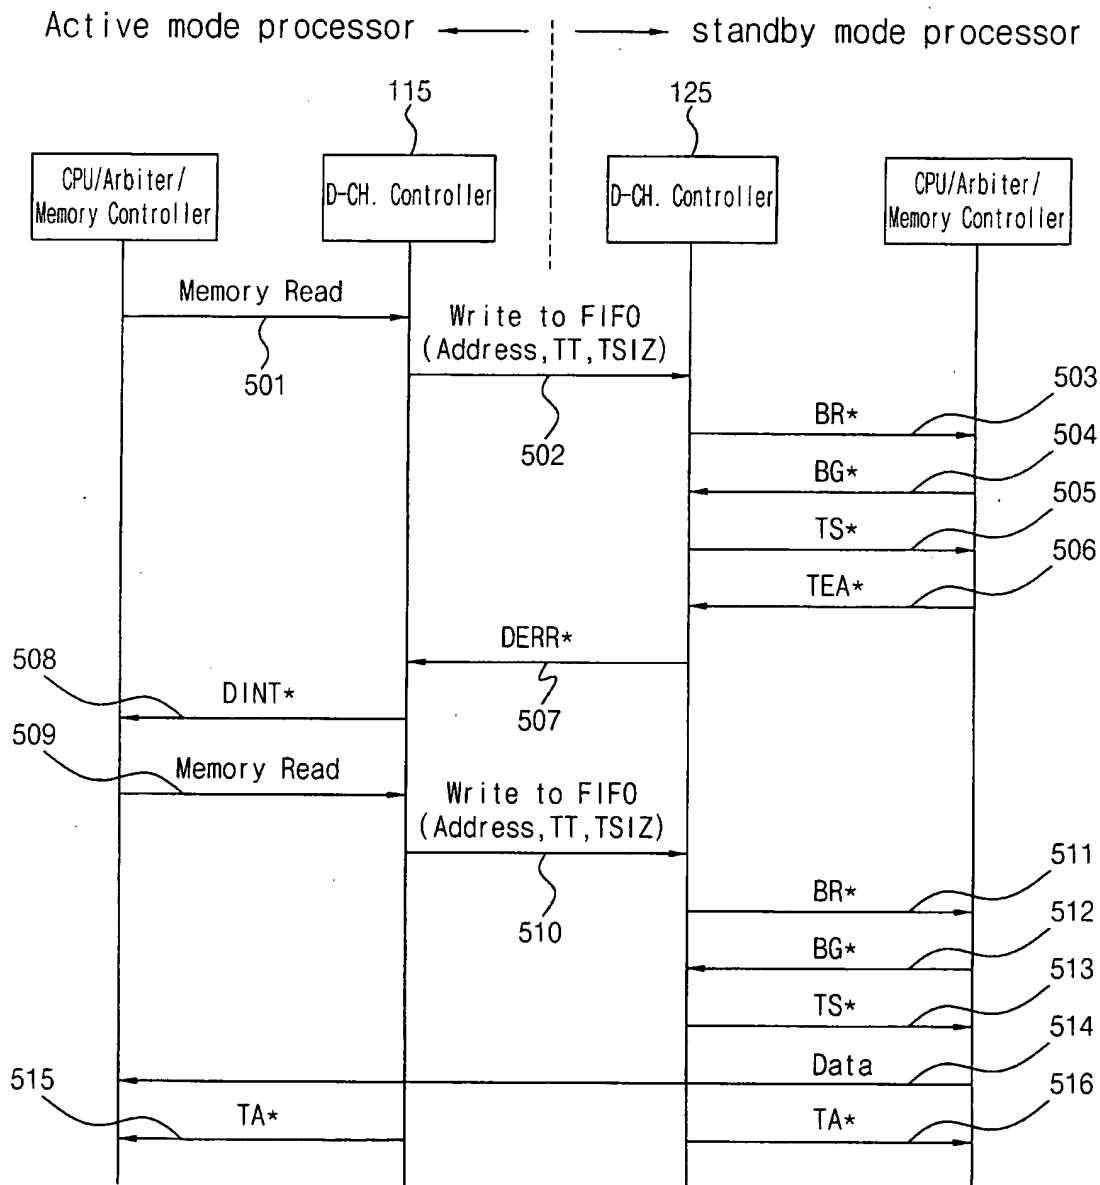 Active mode processor
standby mode processor
115
125
CPU/Arbiter/
Memory Controller
D-CH. Controller
D-CH. Controller
CPU/Arbiter/
Memory Controller
Memory Read
501
Write to FIFO
(Address,TT,TSIZ)
502
BR*
503
BG*
504
TS*
505
TEA*
506
DERR*
507
508
DINT*
509
Memory Read
Write to FIFO
(Address,TT,TSIZ)
510
BR*
511
BG*
512
TS*
513
Data
514
515
TA*
TA*
516